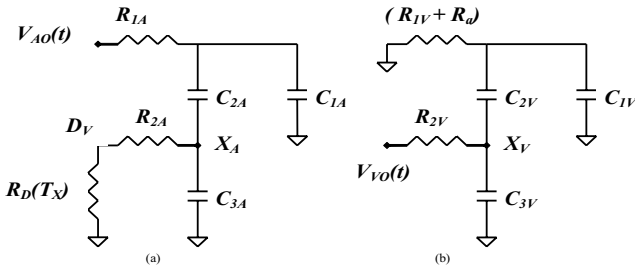 R1A
VAO(t)
C2A
C1A
R2A
DV
XA
RD(TX)
C3A
(a)
( R1V + Ra)
C2V
C1V
R2V
XV
VVO(t)
C3V
(b)